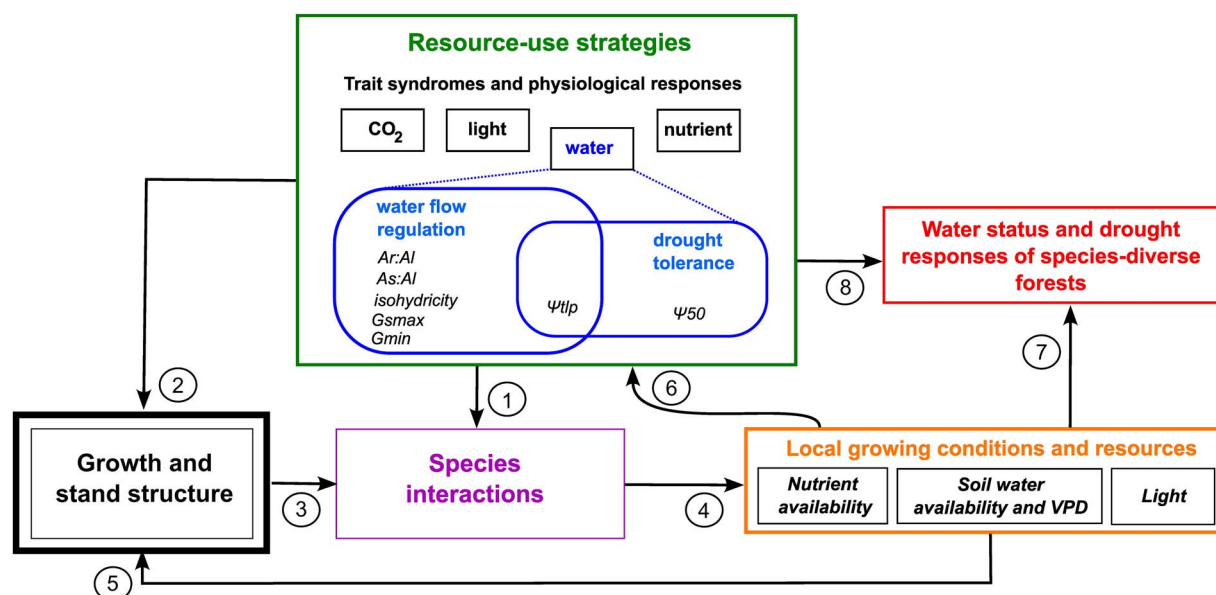 Resource-use strategies
Trait syndromes and physiological responses
CO2
light
water
nutrient
water flow
regulation
Ar:Al
As:Al
isohydricity
Gsmax
Gmin
Ψtlp
drought
tolerance
Ψ50
Water status and drought
responses of species-diverse
forests
8
7
2
1
6
Growth and
stand structure
3
Species
interactions
4
Local growing conditions and resources
Nutrient
availability
Soil water
availability and VPD
Light
5